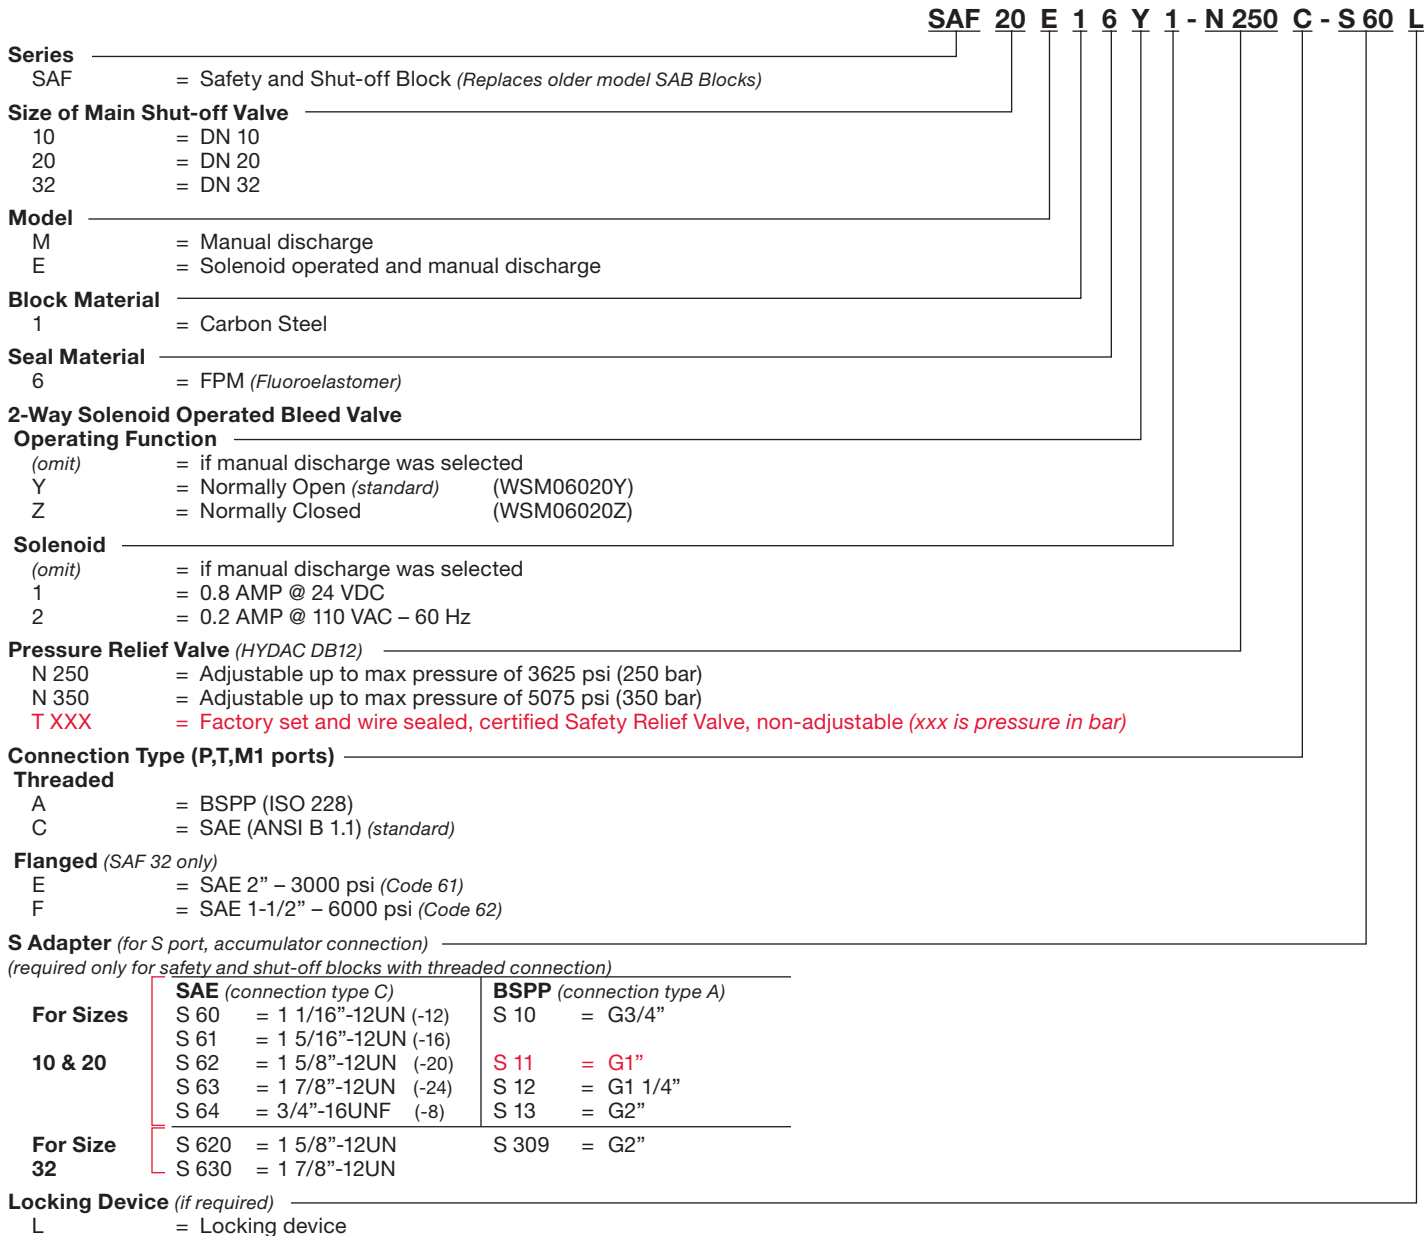 SAF 20 E 1 6 Y 1 - N 250 C - S 60 L
Series
SAF = Safety and Shut-off Block (Replaces older model SAB Blocks)
Size of Main Shut-off Valve
10 = DN 10
20 = DN 20
32 = DN 32
Model
M = Manual discharge
E = Solenoid operated and manual discharge
Block Material
1 = Carbon Steel
Seal Material
6 = FPM (Fluoroelastomer)
2-Way Solenoid Operated Bleed Valve
Operating Function
(omit) = if manual discharge was selected
Y = Normally Open (standard) (WSM06020Y)
Z = Normally Closed (WSM06020Z)
Solenoid
(omit) = if manual discharge was selected
1 = 0.8 AMP @ 24 VDC
2 = 0.2 AMP @ 110 VAC – 60 Hz
Pressure Relief Valve (HYDAC DB12)
N 250 = Adjustable up to max pressure of 3625 psi (250 bar)
N 350 = Adjustable up to max pressure of 5075 psi (350 bar)
T XXX = Factory set and wire sealed, certified Safety Relief Valve, non-adjustable (xxx is pressure in bar)
Connection Type (P,T,M1 ports)
Threaded
A = BSPP (ISO 228)
C = SAE (ANSI B 1.1) (standard)
Flanged (SAF 32 only)
E = SAE 2” – 3000 psi (Code 61)
F = SAE 1-1/2” – 6000 psi (Code 62)
S Adapter (for S port, accumulator connection)
(required only for safety and shut-off blocks with threaded connection)
SAE (connection type C) BSPP (connection type A)
For Sizes S 60 = 1 1/16”-12UN (-12) S 10 = G3/4”
S 61 = 1 5/16”-12UN (-16)
10 & 20 S 62 = 1 5/8”-12UN (-20) S 11 = G1”
S 63 = 1 7/8”-12UN (-24) S 12 = G1 1/4”
S 64 = 3/4”-16UNF (-8) S 13 = G2”
For Size S 620 = 1 5/8”-12UN S 309 = G2”
32 S 630 = 1 7/8”-12UN
Locking Device (if required)
L = Locking device